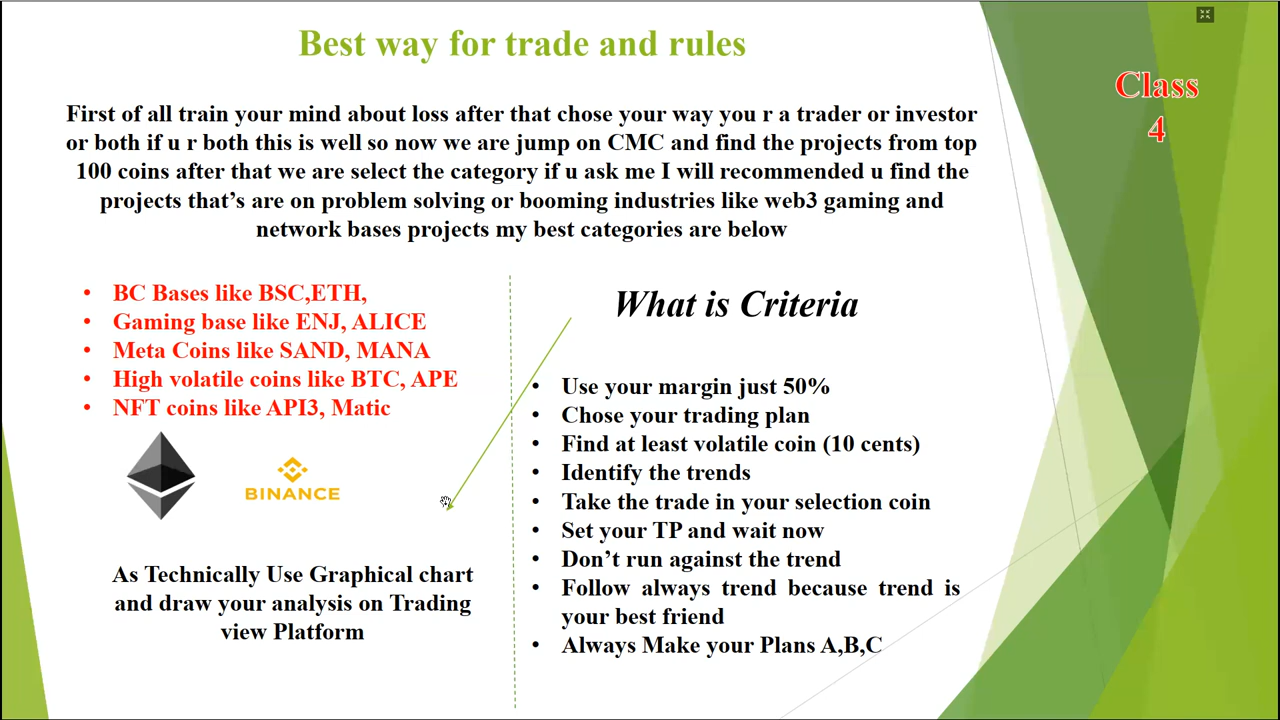 Best way for trade and rules
Class
4
First of all train your mind about loss after that chose your way you r a trader or investor
or both if u r both this is well so now we are jump on CMC and find the projects from top
100 coins after that we are select the category if u ask me I will recommended u find the
projects that’s are on problem solving or booming industries like web3 gaming and
network bases projects my best categories are below
• BC Bases like BSC,ETH,
• Gaming base like ENJ, ALICE
• Meta Coins like SAND, MANA
• High volatile coins like BTC, APE
• NFT coins like API3, Matic
BINANCE
As Technically Use Graphical chart
and draw your analysis on Trading
view Platform
What is Criteria
• Use your margin just 50%
• Chose your trading plan
• Find at least volatile coin (10 cents)
• Identify the trends
• Take the trade in your selection coin
• Set your TP and wait now
• Don’t run against the trend
• Follow always trend because trend is
your best friend
• Always Make your Plans A,B,C